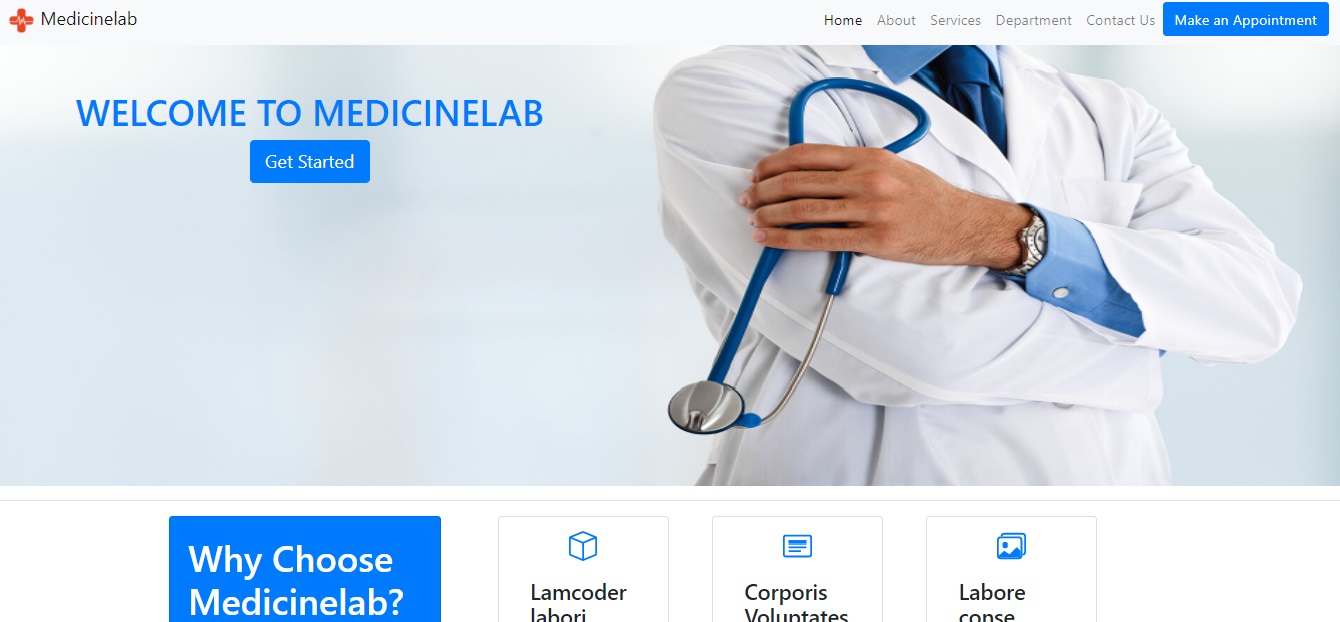 Medicinelab
Home About Services Department Contact Us Make an Appointment
WELCOME TO MEDICINELAB
Get Started
Why Choose
Medicinelab?
Lamcoder
labori
Corporis
Voluptates
Labore
conse